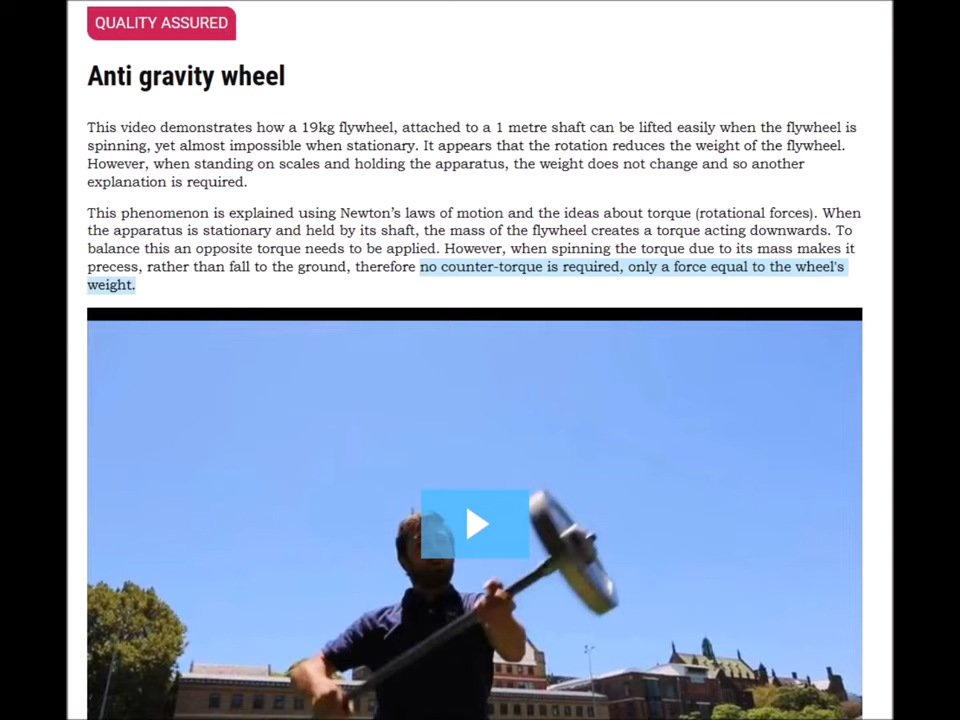 QUALITY ASSURED
Anti gravity wheel
This video demonstrates how a 19kg flywheel, attached to a 1 metre shaft can be lifted easily when the flywheel is
spinning, yet almost impossible when stationary. It appears that the rotation reduces the weight of the flywheel.
However, when standing on scales and holding the apparatus, the weight does not change and so another
explanation is required.
This phenomenon is explained using Newton's laws of motion and the ideas about torque (rotational forces). When
the apparatus is stationary and held by its shaft, the mass of the flywheel creates a torque acting downwards. To
balance this an opposite torque needs to be applied. However, when spinning the torque due to its mass makes it
precess, rather than fall to the ground, therefore no counter-torque is required, only a force equal to the wheel's
weight.